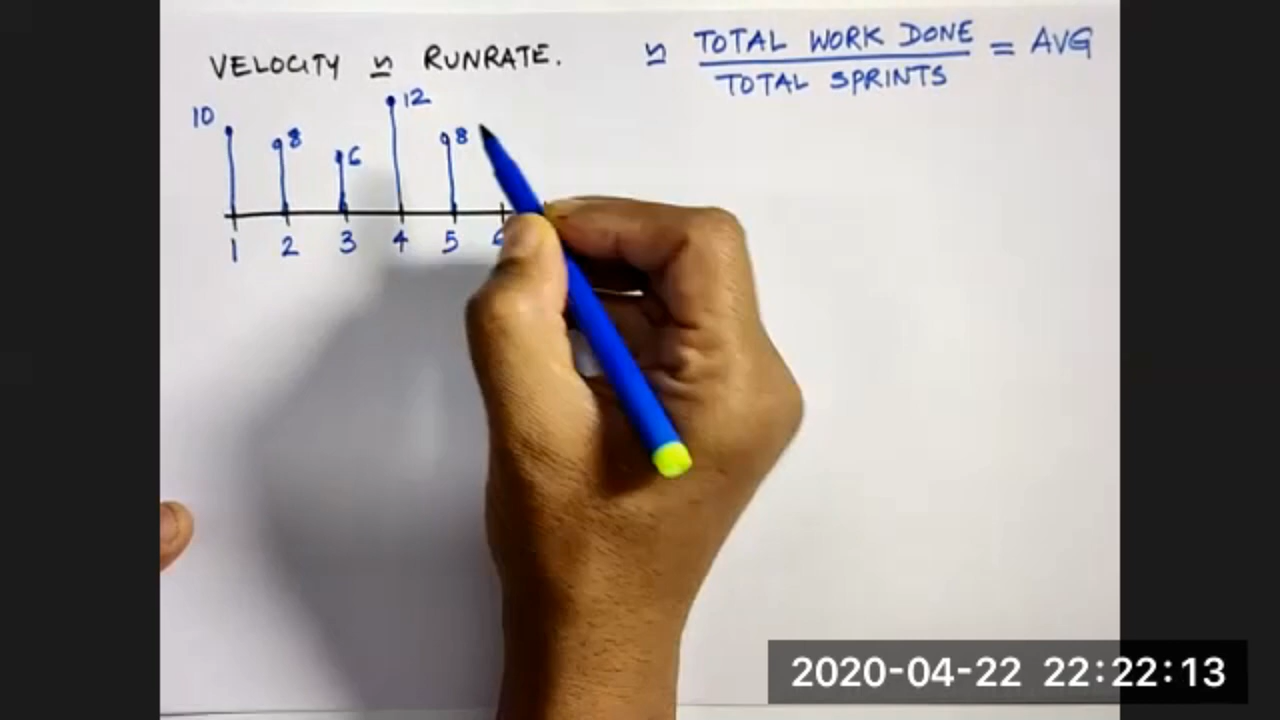 VELOCITY ≃ RUNRATE.
≃ TOTAL WORK DONE = AVG
TOTAL SPRINTS
10 8 6 12 8
1 2 3 4 5
2020-04-22 22:22:13